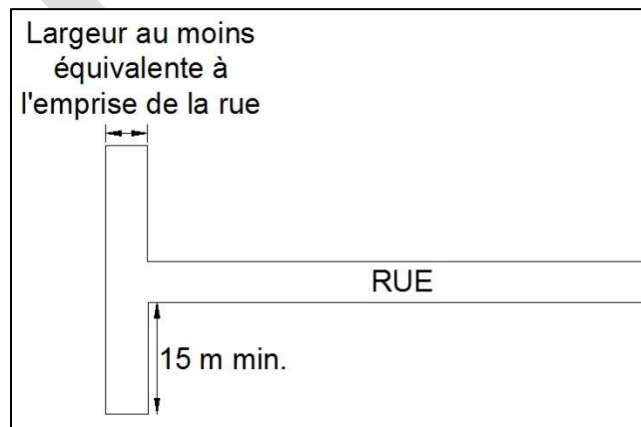 Largeur au moins
équivalente à
l'emprise de la rue
RUE
15 m min.